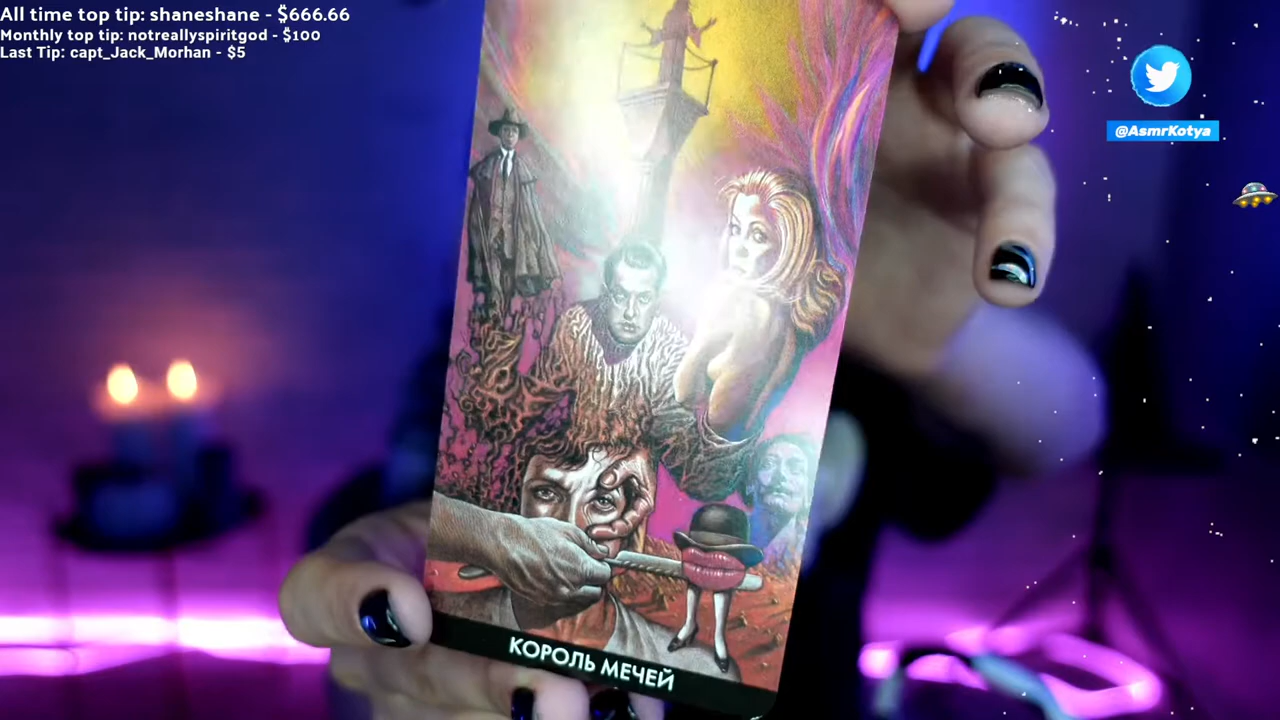 All time top tip: shaneshane - $666.66
Monthly top tip: notreallyspiritgod - $100
Last Tip: capt_Jack_Morhan - $5
@AsmrKotya
КОРОЛЬ МЕЧЕЙ